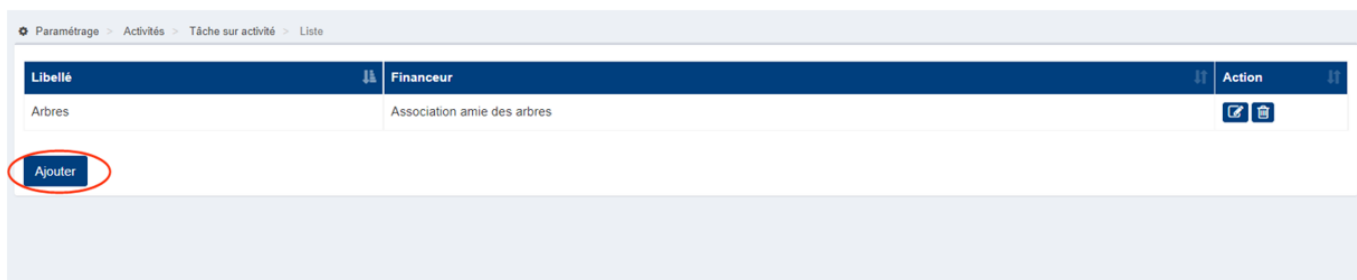 Paramétrage > Activités > Tâche sur activité > Liste
Libellé Financeur Action
Arbres Association amie des arbres
Ajouter